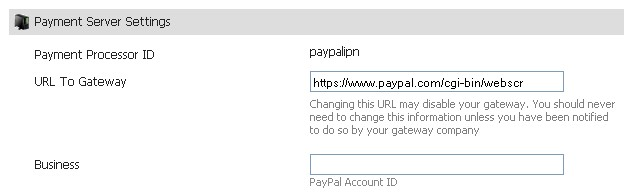 Payment Server Settings
Payment Processor ID paypalipn
URL To Gateway https://www.paypal.com/cgi-bin/webscr
Changing this URL may disable your gateway. You should never
need to change this information unless you have been notified
to do so by your gateway company
Business
PayPal Account ID